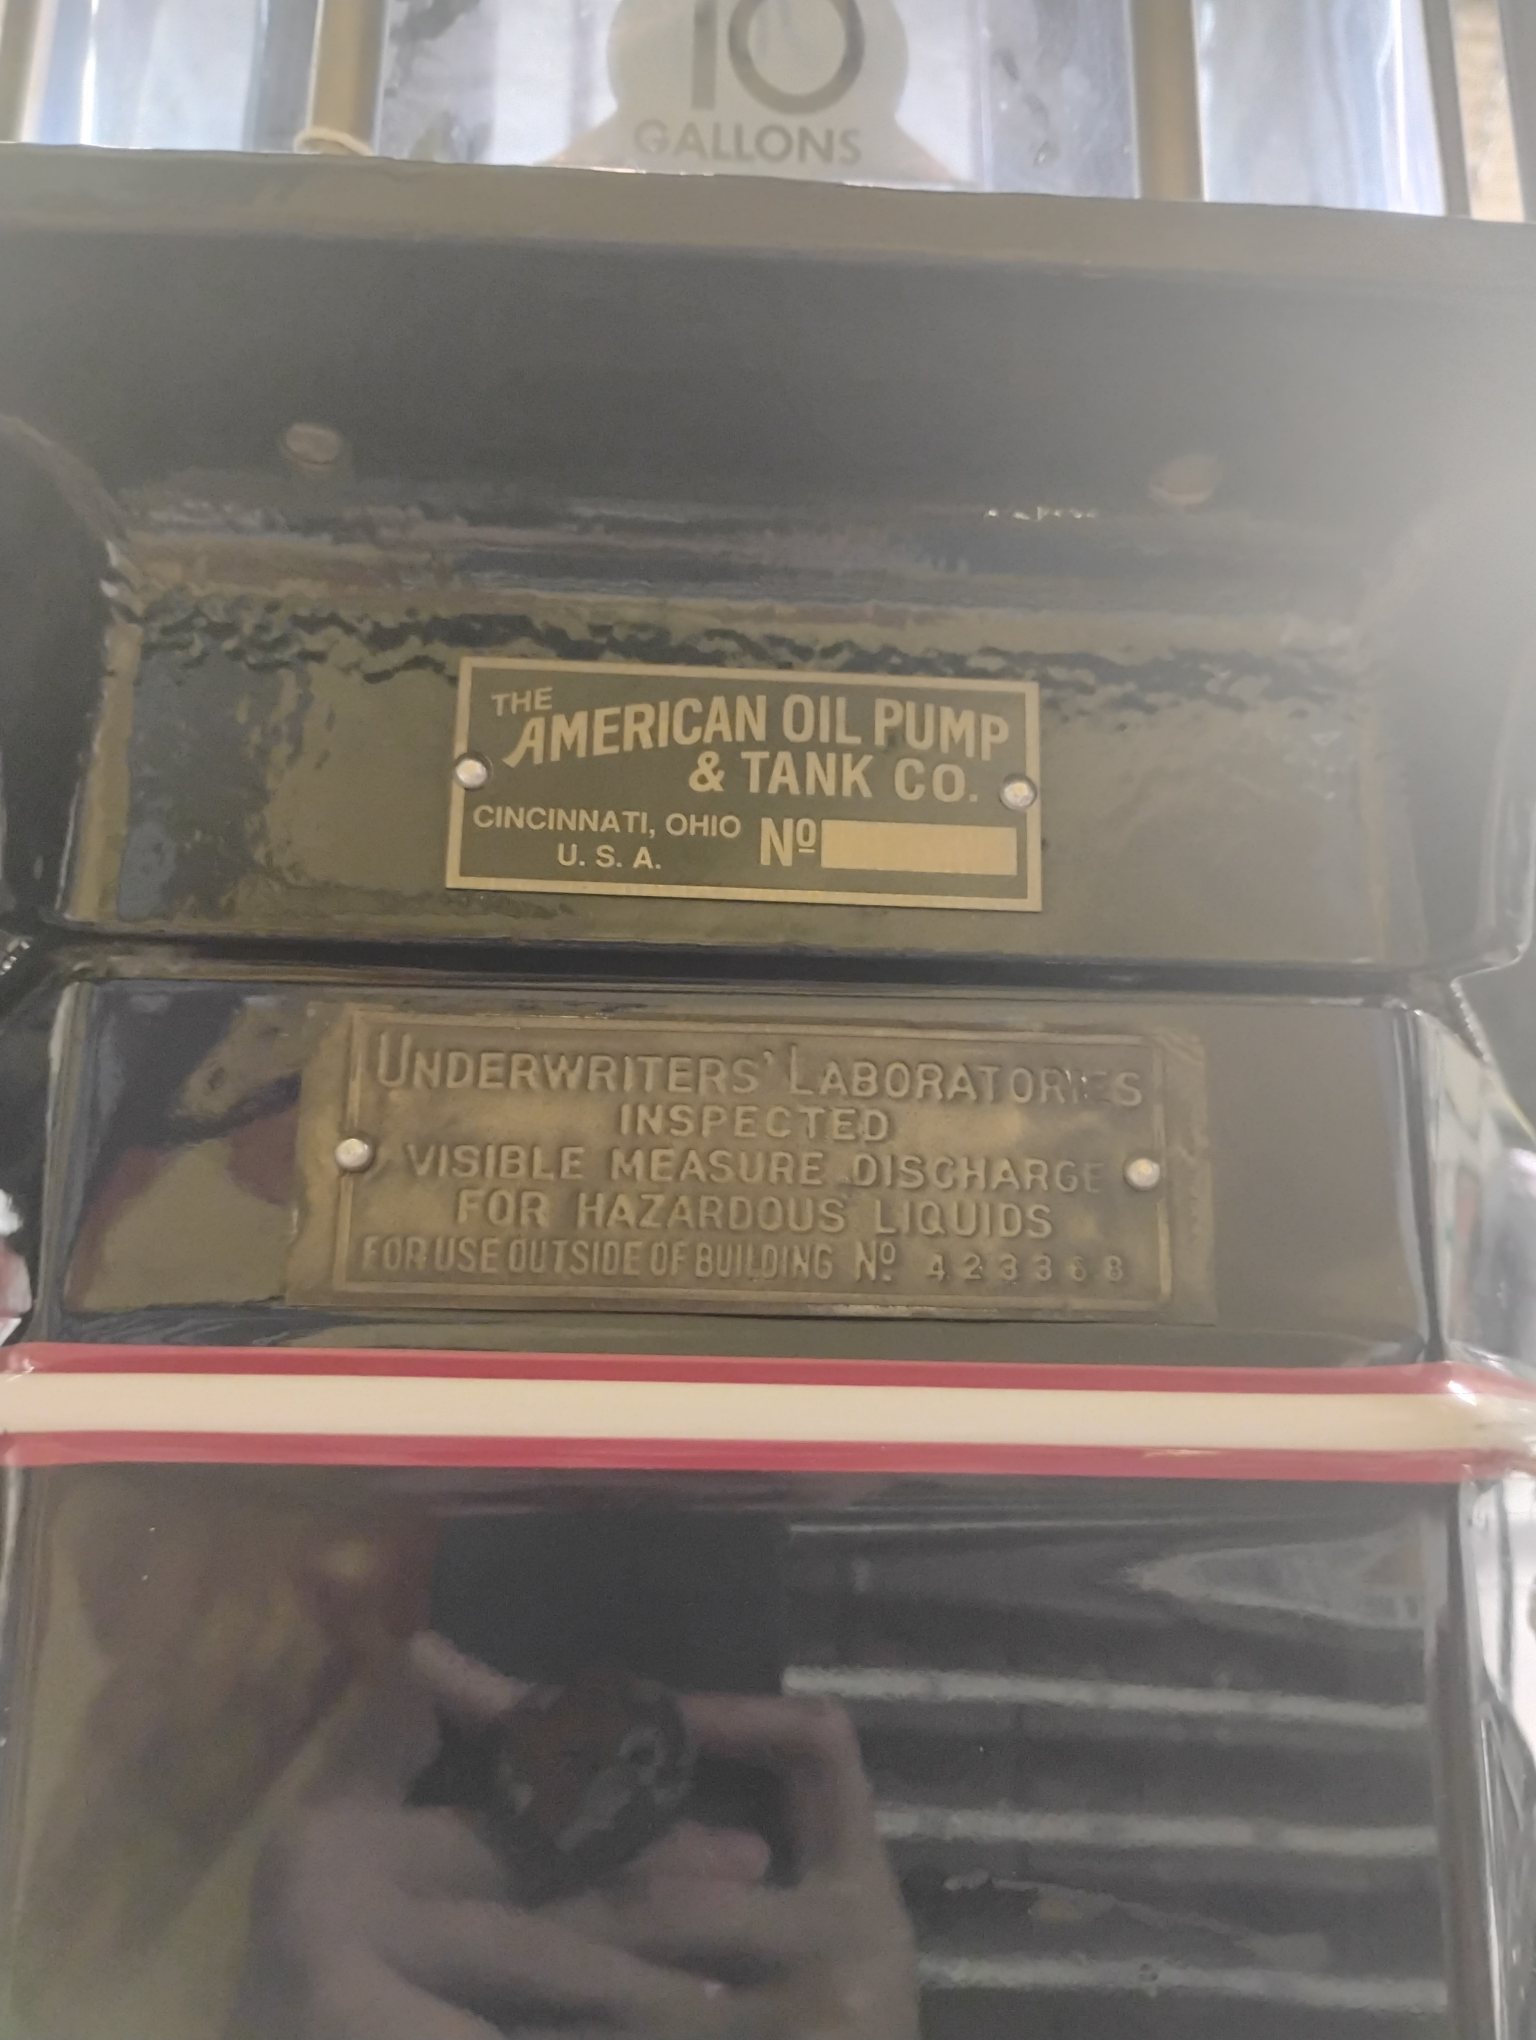 10
GALLONS
THE
AMERICAN OIL PUMP
& TANK CO.
CINCINNATI, OHIO Nº
U. S. A.
UNDERWRITERS' LABORATORIES
INSPECTED
VISIBLE MEASURE DISCHARGE
FOR HAZARDOUS LIQUIDS
FOR USE OUTSIDE OF BUILDING Nº 423368